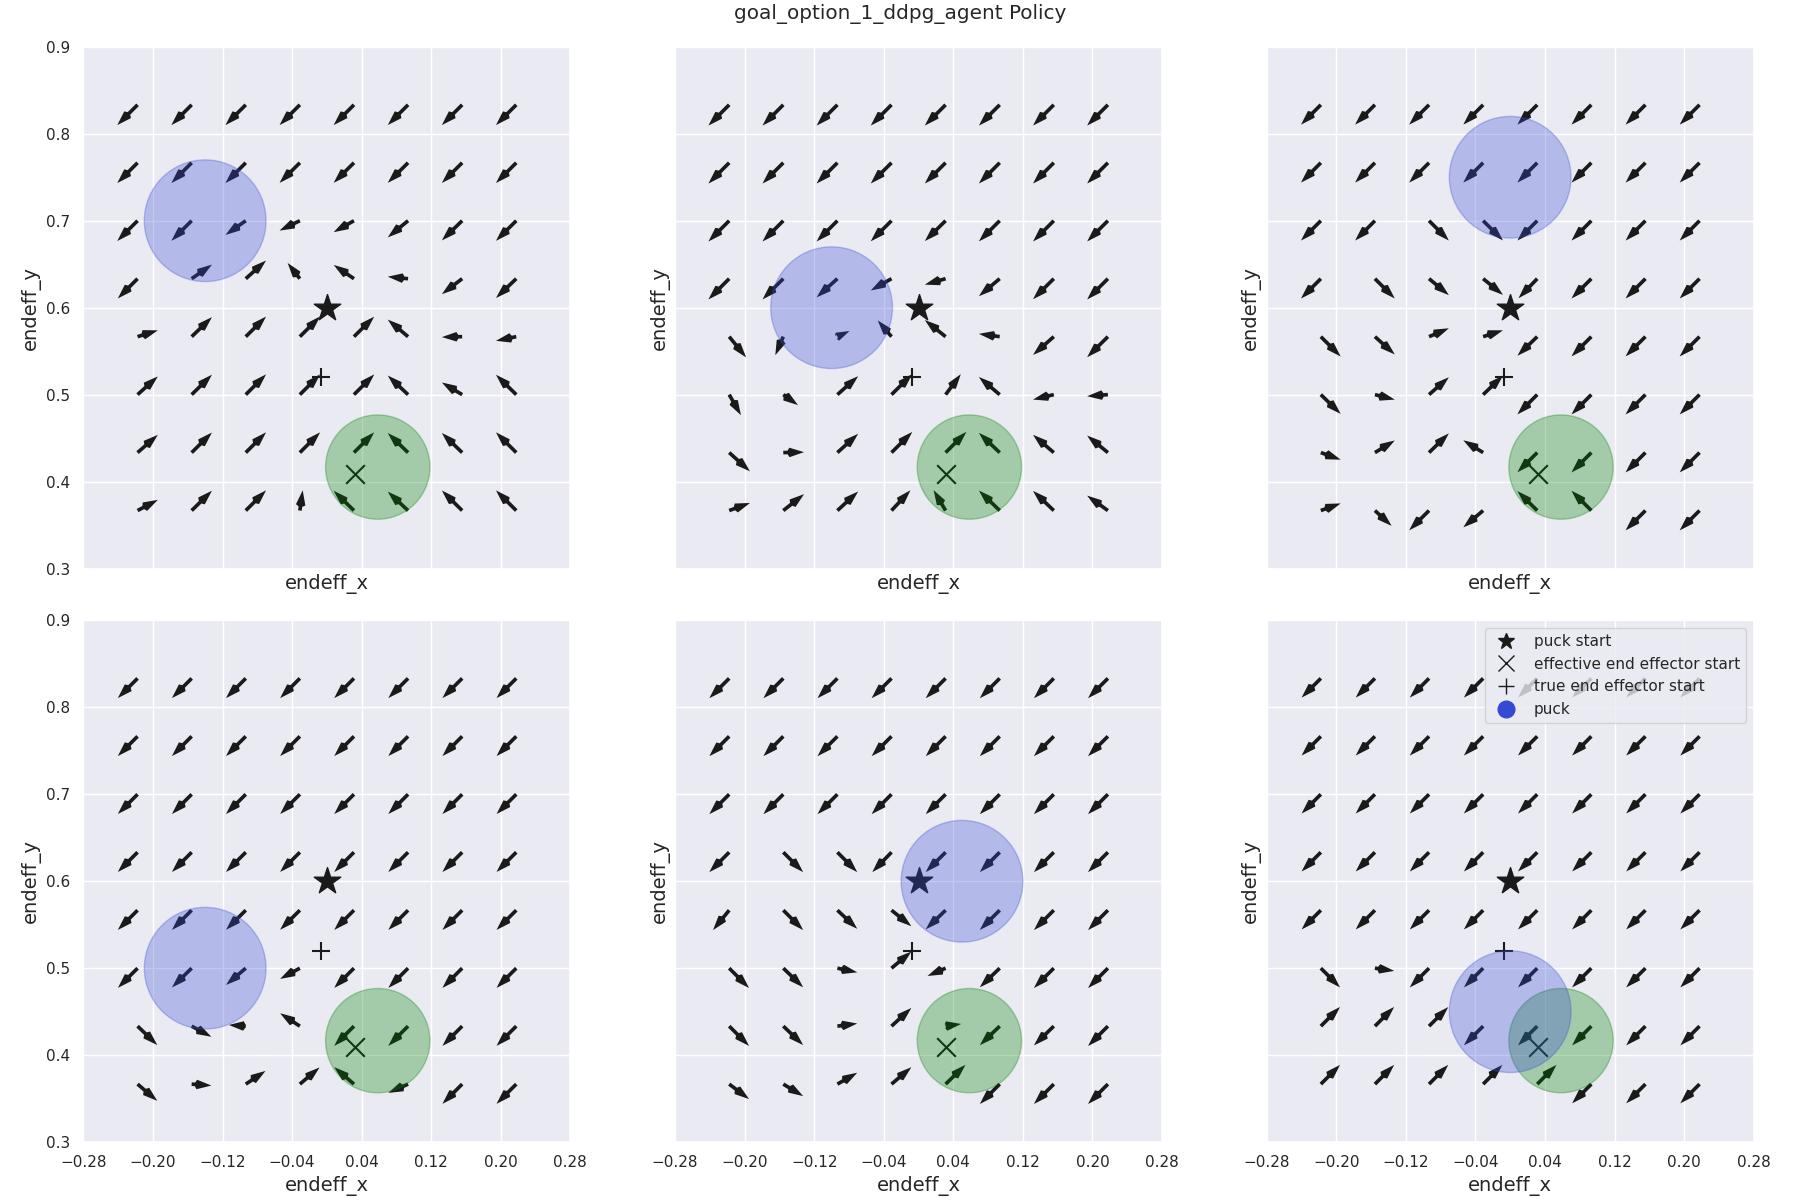 goal_option_1_ddpg_agent Policy
0.9
0.8
0.7
0.6
0.5
0.4
0.3
endeff_y
endeff_x
endeff_y
endeff_x
endeff_y
endeff_x
0.9
0.8
0.7
0.6
0.5
0.4
0.3
endeff_y
−0.28 −0.20 −0.12 −0.04 0.04 0.12 0.20 0.28
endeff_x
endeff_y
−0.28 −0.20 −0.12 −0.04 0.04 0.12 0.20 0.28
endeff_x
puck start
effective end effector start
true end effector start
puck
endeff_y
−0.28 −0.20 −0.12 −0.04 0.04 0.12 0.20 0.28
endeff_x